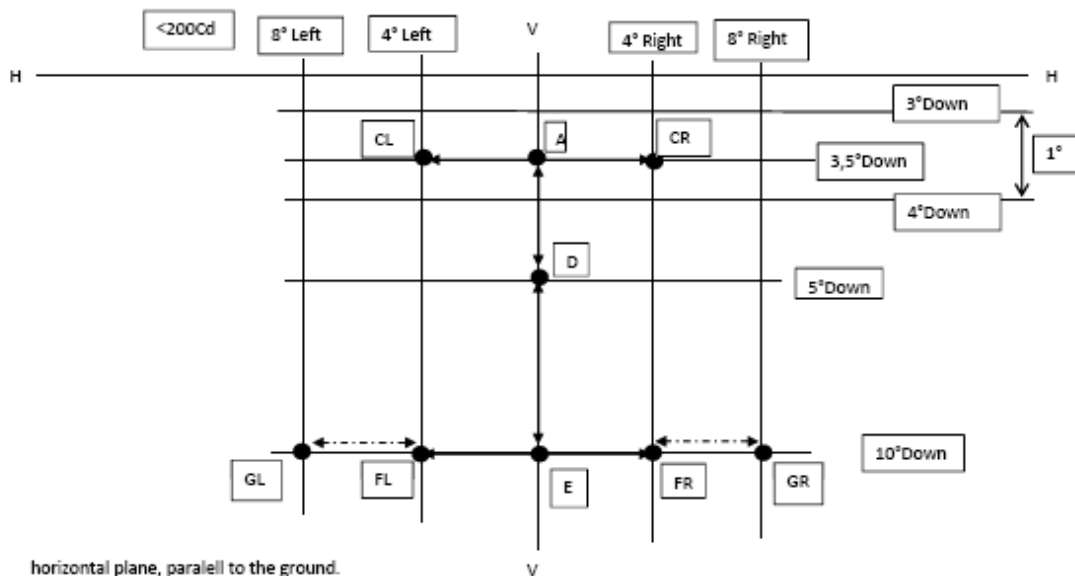 <200Cd
8° Left
4° Left
V
4° Right
8° Right
H
H
3°Down
CL
A
CR
3,5°Down
1°
4°Down
D
5°Down
10°Down
GL
FL
E
FR
GR
horizontal plane, paralell to the ground.
V